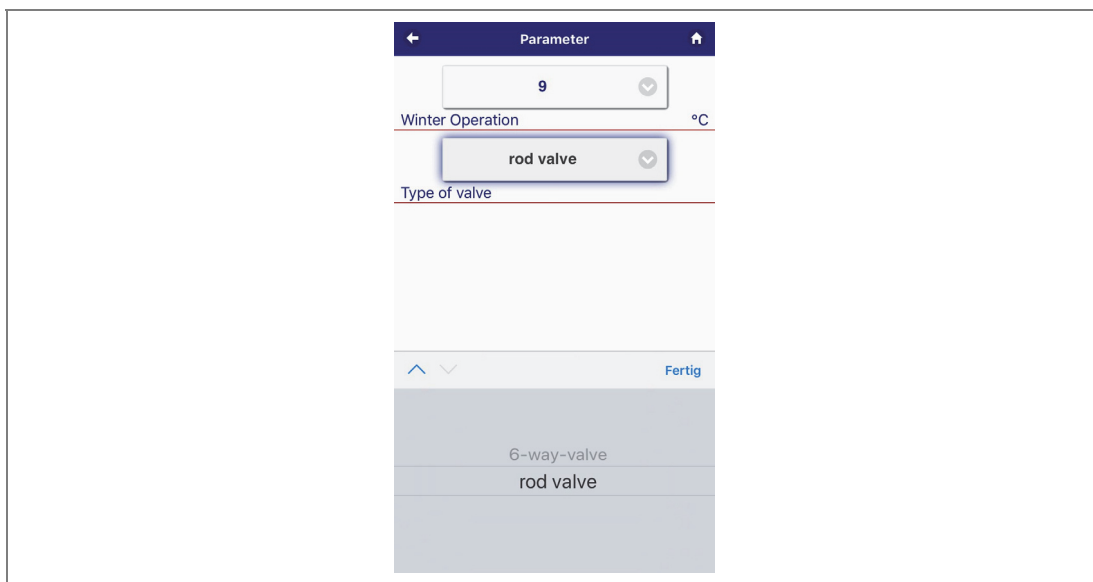 Parameter
9
Winter Operation °C
rod valve
Type of valve
Fertig
6-way-valve
rod valve